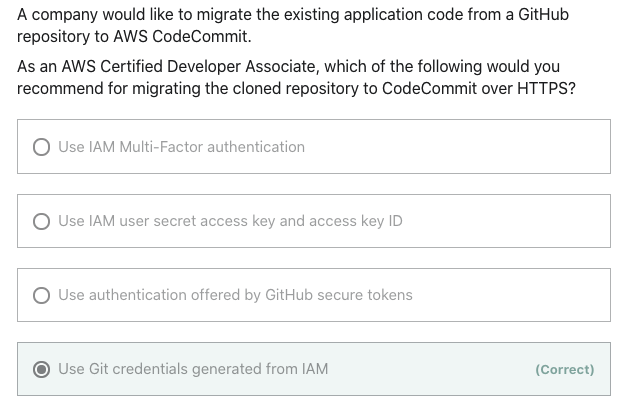 A company would like to migrate the existing application code from a GitHub
repository to AWS CodeCommit.
As an AWS Certified Developer Associate, which of the following would you
recommend for migrating the cloned repository to CodeCommit over HTTPS?
Use IAM Multi-Factor authentication
Use IAM user secret access key and access key ID
Use authentication offered by GitHub secure tokens
Use Git credentials generated from IAM (Correct)